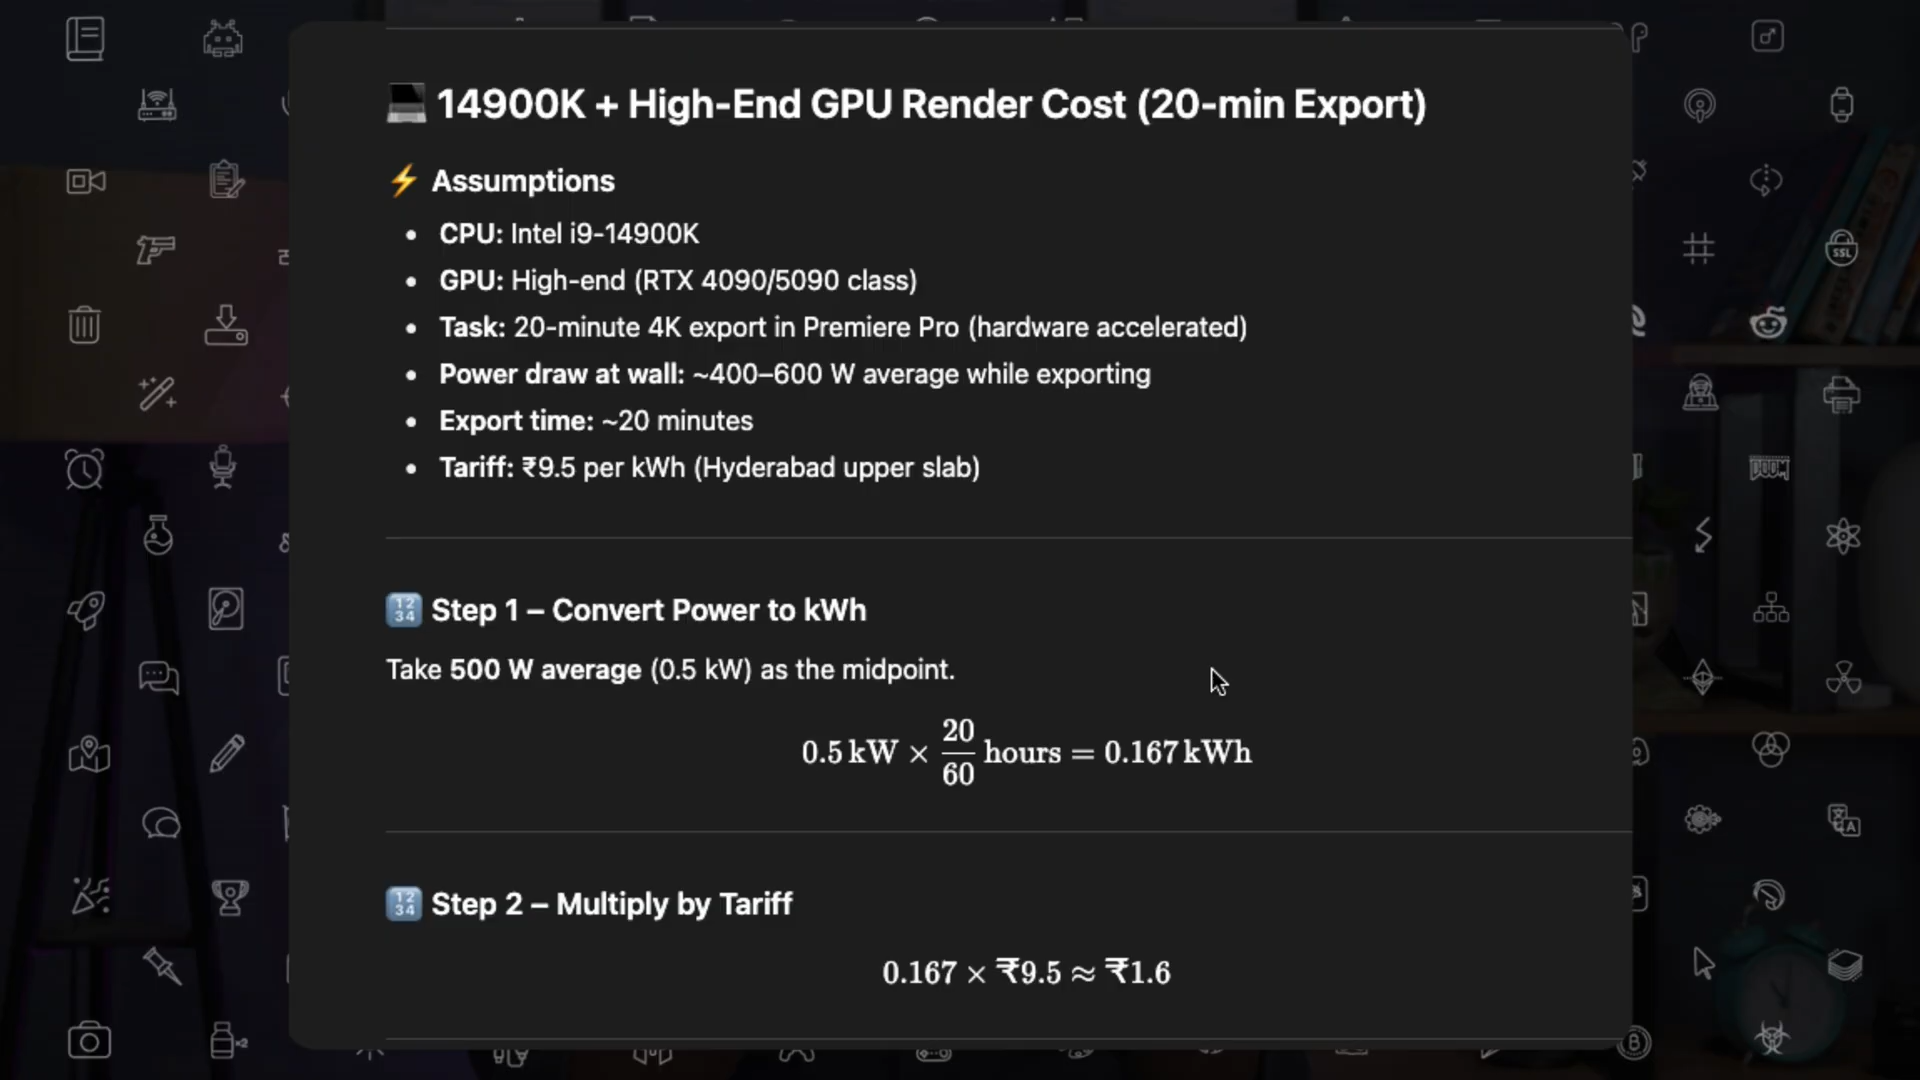 14900K + High-End GPU Render Cost (20-min Export)
Assumptions
• CPU: Intel i9-14900K
• GPU: High-end (RTX 4090/5090 class)
• Task: 20-minute 4K export in Premiere Pro (hardware accelerated)
• Power draw at wall: ~400–600 W average while exporting
• Export time: ~20 minutes
• Tariff: ₹9.5 per kWh (Hyderabad upper slab)
Step 1 – Convert Power to kWh
Take 500 W average (0.5 kW) as the midpoint.
0.5 kW × 20/60 hours = 0.167 kWh
Step 2 – Multiply by Tariff
0.167 × ₹9.5 ≈ ₹1.6
SSL
DOOM
×2